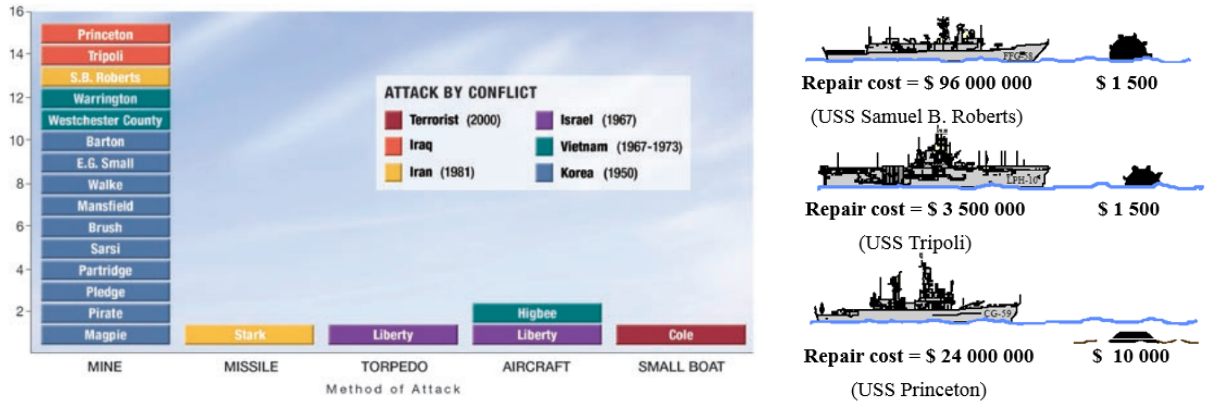 16
14
12
10
8
6
4
2
Princeton
Tripoli
S.B. Roberts
Warrington
Westchester County
Barton
E.G. Small
Walke
Mansfield
Brush
Sarsi
Partridge
Pledge
Pirate
Magpie
Stark
Liberty
Higbee
Liberty
Cole
MINE
MISSILE
TORPEDO
AIRCRAFT
SMALL BOAT
Method of Attack
ATTACK BY CONFLICT
Terrorist (2000)
Iraq
Iran (1981)
Israel (1967)
Vietnam (1967-1973)
Korea (1950)
FFG-58
Repair cost = $ 96 000 000
$ 1 500
(USS Samuel B. Roberts)
LPH-10
Repair cost = $ 3 500 000
$ 1 500
(USS Tripoli)
CG-59
Repair cost = $ 24 000 000
$ 10 000
(USS Princeton)